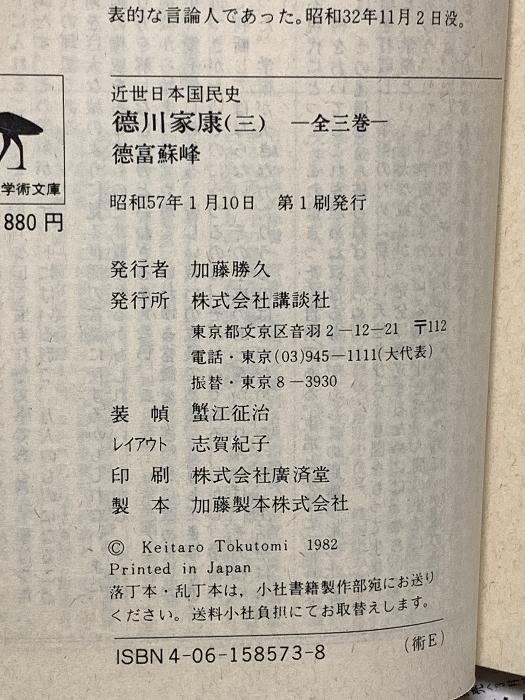 表的な言論人であった。昭和32年11月2日没。
近世日本国民史
德川家康(三) ―全三巻―
德富蘇峰
学術文庫
880円
昭和57年1月10日 第1刷発行
発行者 加藤勝久
発行所 株式会社講談社
東京都文京区音羽2―12―21 〒112
電話・東京(03)945―1111(大代表)
振替・東京8―3930
装幀 蟹江征治
レイアウト 志賀紀子
印刷 株式会社廣済堂
製本 加藤製本株式会社
© Keitaro Tokutomi 1982
Printed in Japan
落丁本・乱丁本は，小社書籍製作部宛にお送り
ください。送料小社負担にてお取替えします。
ISBN4-06-158573-8
(術E)